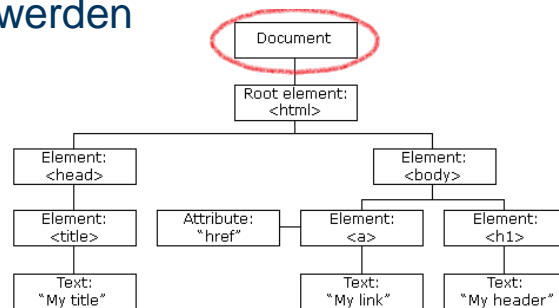 werden
Document
Root element:
<html>
Element:
<head>
Element:
<body>
Element:
<title>
Attribute:
"href"
Element:
<a>
Element:
<h1>
Text:
"My title"
Text:
"My link"
Text:
"My header"